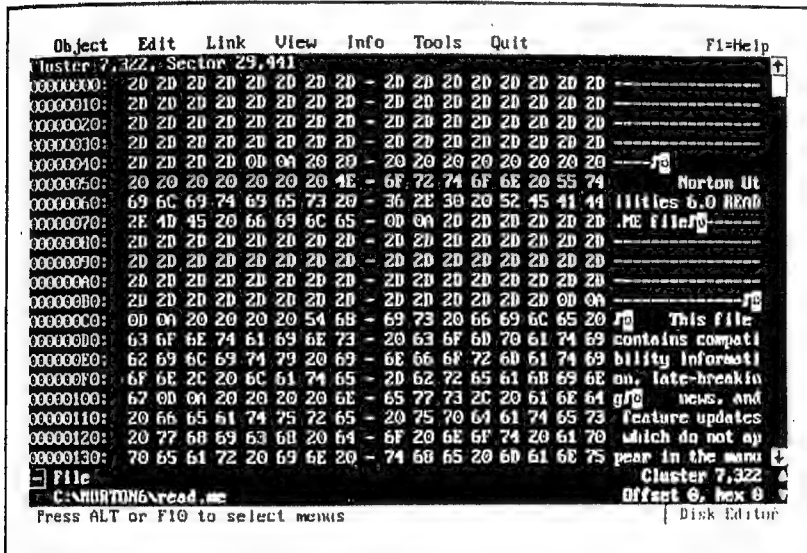 Object Edit Link View Info Tools Quit F1=Help
Cluster 7,322, Sector 29,441
00000000: 2D 2D 2D 2D 2D 2D 2D 2D - 2D 2D 2D 2D 2D 2D 2D 2D ----------------
00000010: 2D 2D 2D 2D 2D 2D 2D 2D - 2D 2D 2D 2D 2D 2D 2D 2D ----------------
00000020: 2D 2D 2D 2D 2D 2D 2D 2D - 2D 2D 2D 2D 2D 2D 2D 2D ----------------
00000030: 2D 2D 2D 2D 2D 2D 2D 2D - 2D 2D 2D 2D 2D 2D 2D 2D ----------------
00000040: 2D 2D 2D 0D 0A 20 20 - 20 20 20 20 20 20 20 20 ----♪◙
00000050: 20 20 20 20 20 20 20 4E - 6F 72 74 6F 6E 20 55 74 Norton Ut
00000060: 69 6C 69 74 69 65 73 20 - 36 2E 30 20 52 45 41 44 ilities 6.0 READ
00000070: 2E 4D 45 20 66 69 6C 65 - 0D 0A 2D 2D 2D 2D 2D 2D .ME file♪◙------
00000080: 2D 2D 2D 2D 2D 2D 2D 2D - 2D 2D 2D 2D 2D 2D 2D 2D ----------------
00000090: 2D 2D 2D 2D 2D 2D 2D 2D - 2D 2D 2D 2D 2D 2D 2D 2D ----------------
000000A0: 2D 2D 2D 2D 2D 2D 2D 2D - 2D 2D 2D 2D 2D 2D 2D 2D ----------------
000000B0: 2D 2D 2D 2D 2D 2D 2D 2D - 2D 2D 2D 2D 2D 2D 0D 0A --------------♪◙
000000C0: 0D 0A 20 20 20 20 54 68 - 69 73 20 66 69 6C 65 20 ♪◙ This file
000000D0: 63 6F 6E 74 61 69 6E 73 - 20 63 6F 6D 70 61 74 69 contains compati
000000E0: 62 69 6C 69 74 79 20 69 - 6E 66 6F 72 6D 61 74 69 bility informati
000000F0: 6F 6E 2C 20 6C 61 74 65 - 2D 62 72 65 61 6B 69 6E on, late-breakin
00000100: 67 0D 0A 20 20 20 20 6E - 65 77 73 2C 20 61 6E 64 g♪◙ news, and
00000110: 20 66 65 61 74 75 72 65 - 20 75 70 64 61 74 65 73 feature updates
00000120: 20 77 68 69 63 68 20 64 - 6F 20 6E 6F 74 20 61 70 which do not ap
00000130: 70 65 61 72 20 69 6E 20 - 74 68 65 20 6D 61 6E 75 pear in the manu
File Cluster 7,322
C:\NORTON6\read.me Offset 0, hex 0
Press ALT or F10 to select menus Disk Editor